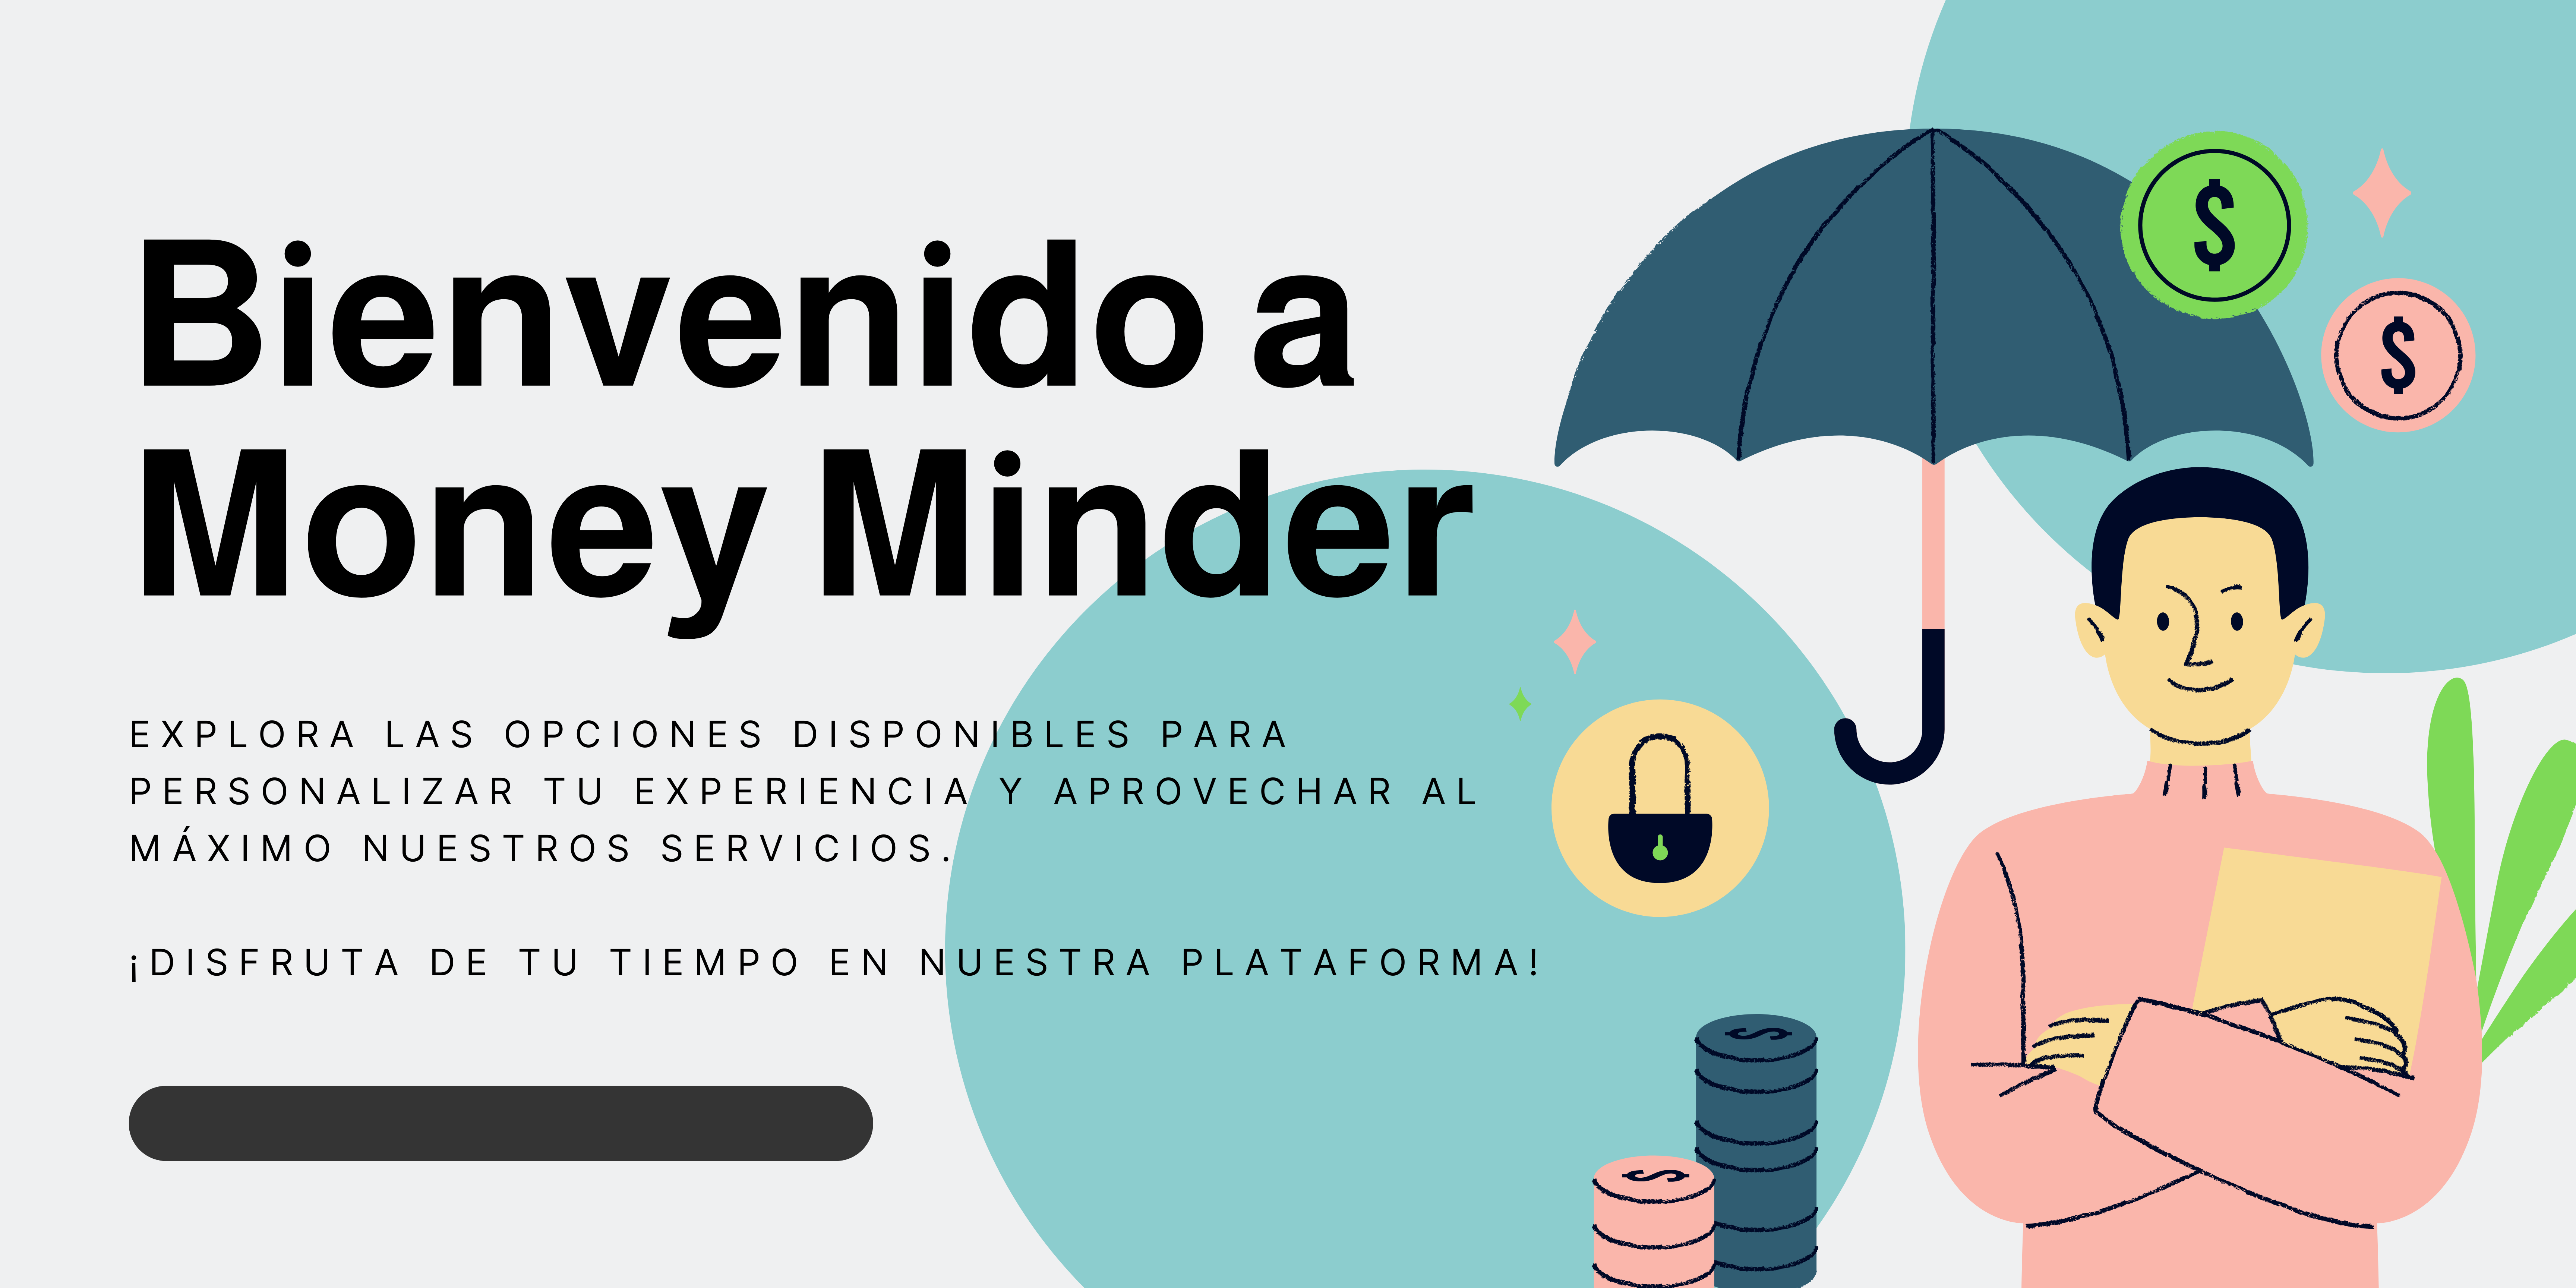 Bienvenido a
Money Minder
EXPLORA LAS OPCIONES DISPONIBLES PARA
PERSONALIZAR TU EXPERIENCIA Y APROVECHAR AL
MÁXIMO NUESTROS SERVICIOS.
¡DISFRUTA DE TU TIEMPO EN NUESTRA PLATAFORMA!
$
$
$
$